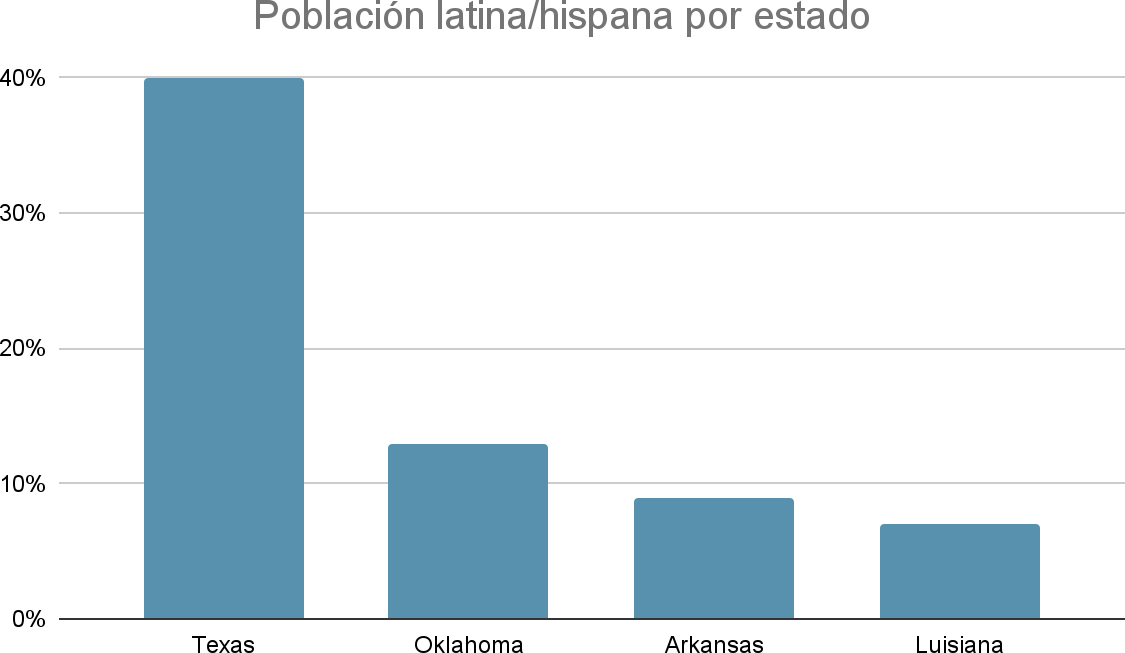 Población latina/hispana por estado
40%
30%
20%
10%
0%
Texas Oklahoma Arkansas Luisiana